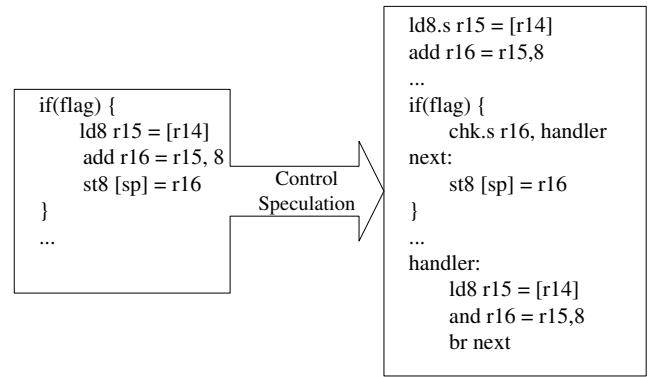 if(flag) {
ld8 r15 = [r14]
add r16 = r15, 8
st8 [sp] = r16
}
...
Control
Speculation
ld8.s r15 = [r14]
add r16 = r15,8
...
if(flag) {
chk.s r16, handler
next:
st8 [sp] = r16
}
...
handler:
ld8 r15 = [r14]
and r16 = r15,8
br next